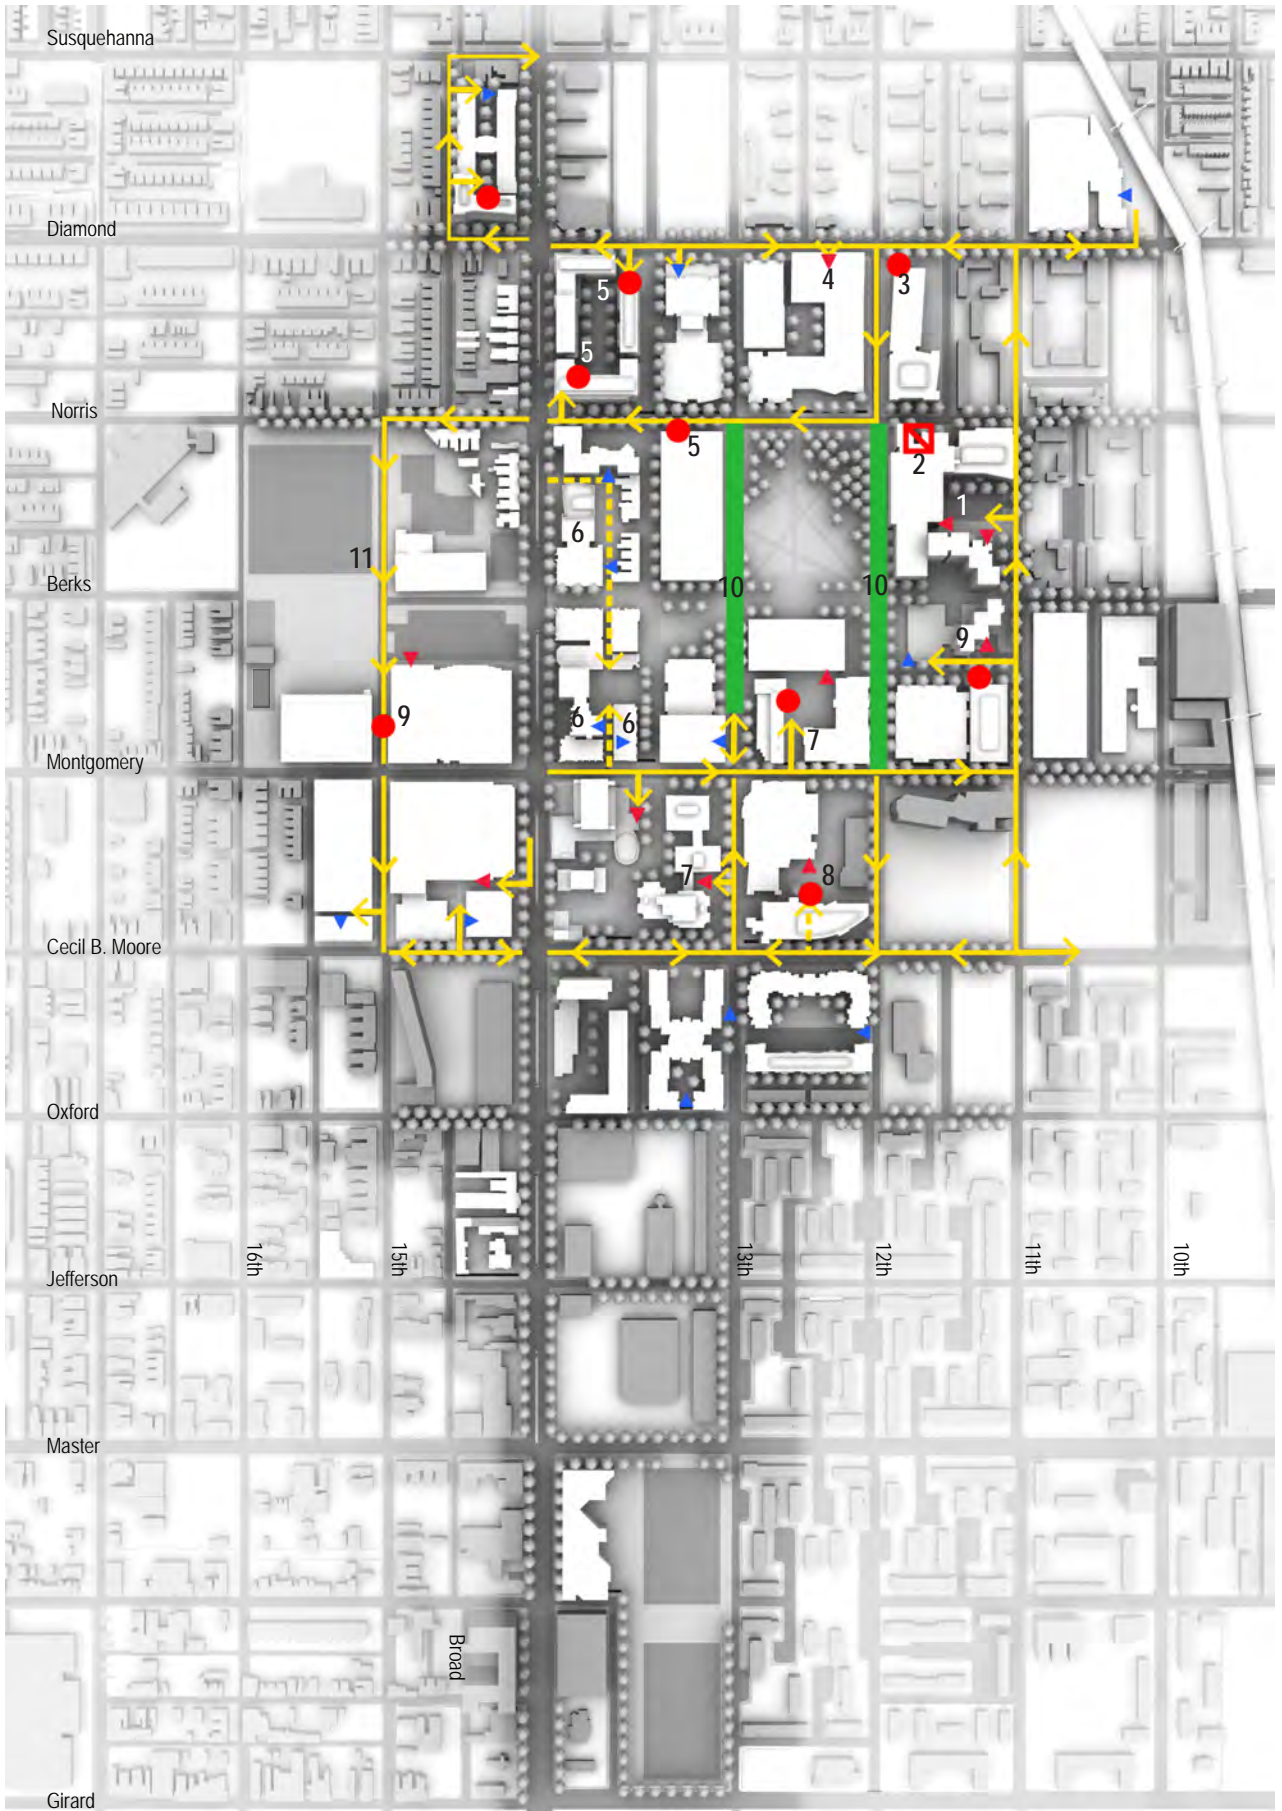 Susquehanna
Diamond
5
4
3
5
Norris
5
2
1
6
11
Berks
10
10
9
6
6
9
7
Montgomery
7
8
Cecil B. Moore
Oxford
16th
15th
13th
12th
11th
10th
Jefferson
Master
Broad
Girard